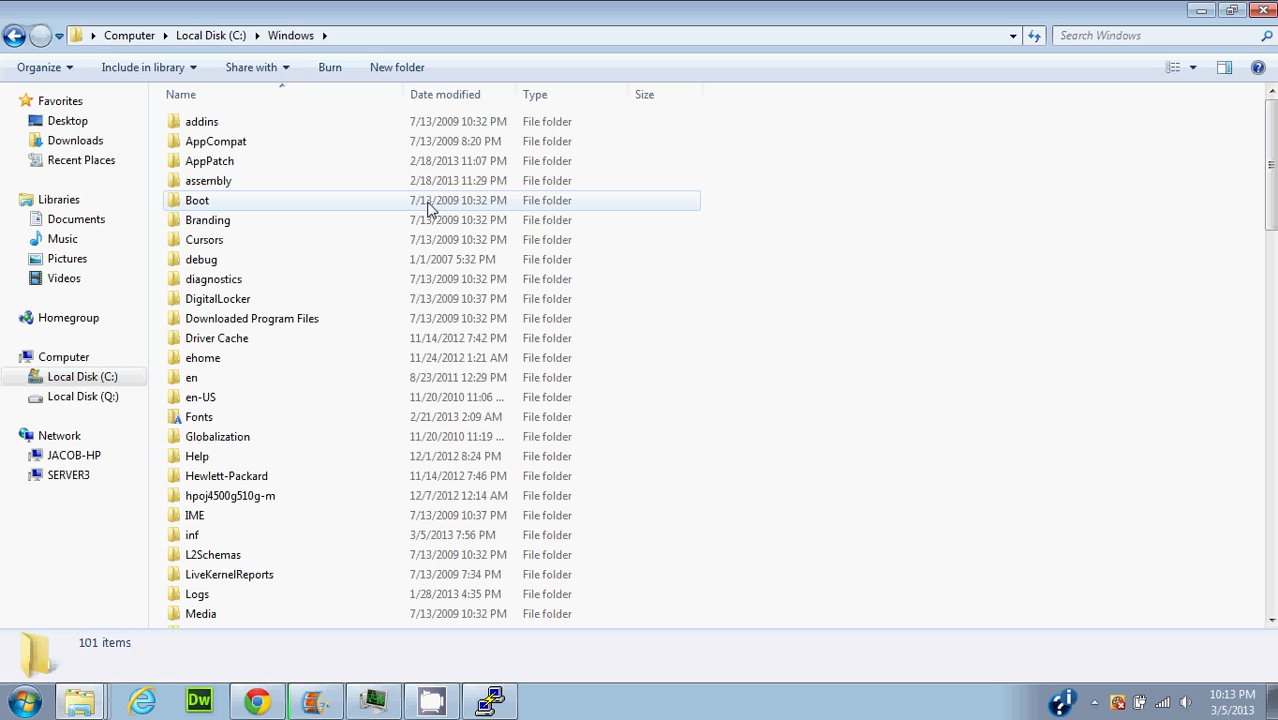 Computer Local Disk (C:) Windows
Search Windows
Organize Include in library Share with Burn New folder
Name Date modified Type Size
Favorites
Desktop
Downloads
Recent Places
Libraries
Documents
Music
Pictures
Videos
Homegroup
Computer
Local Disk (C:)
Local Disk (Q:)
Network
JACOB-HP
SERVER3
addins 7/13/2009 10:32 PM File folder
AppCompat 7/13/2009 8:20 PM File folder
AppPatch 2/18/2013 11:07 PM File folder
assembly 2/18/2013 11:29 PM File folder
Boot 7/13/2009 10:32 PM File folder
Branding 7/13/2009 10:32 PM File folder
Cursors 7/13/2009 10:32 PM File folder
debug 1/1/2007 5:32 PM File folder
diagnostics 7/13/2009 10:32 PM File folder
DigitalLocker 7/13/2009 10:37 PM File folder
Downloaded Program Files 7/13/2009 10:32 PM File folder
Driver Cache 11/14/2012 7:42 PM File folder
ehome 11/24/2012 1:21 AM File folder
en 8/23/2011 12:29 PM File folder
en-US 11/20/2010 11:06 ... File folder
Fonts 2/21/2013 2:09 AM File folder
Globalization 11/20/2010 11:19 ... File folder
Help 12/1/2012 8:24 PM File folder
Hewlett-Packard 11/14/2012 7:46 PM File folder
hpoj4500g510g-m 12/7/2012 12:14 AM File folder
IME 7/13/2009 10:37 PM File folder
inf 3/5/2013 7:56 PM File folder
L2Schemas 7/13/2009 10:32 PM File folder
LiveKernelReports 7/13/2009 7:34 PM File folder
Logs 1/28/2013 4:35 PM File folder
Media 7/13/2009 10:32 PM File folder
101 items
Dw
10:13 PM
3/5/2013